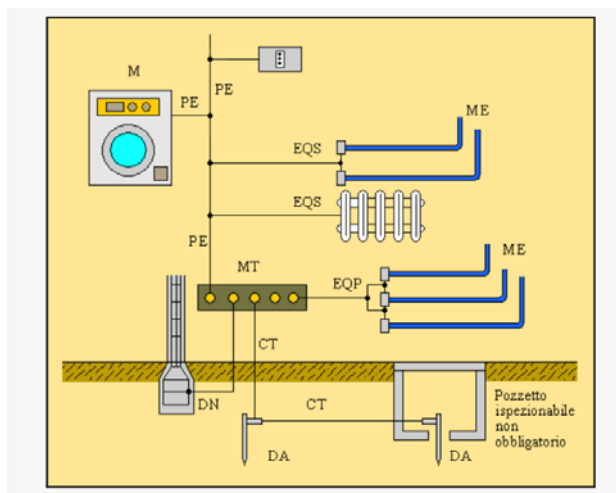 M
PE
PE
ME
EQS
EQS
PE
MT
EQP
ME
CT
DN
CT
DA
DA
Pozzetto
ispezionabile
non
obbligatorio